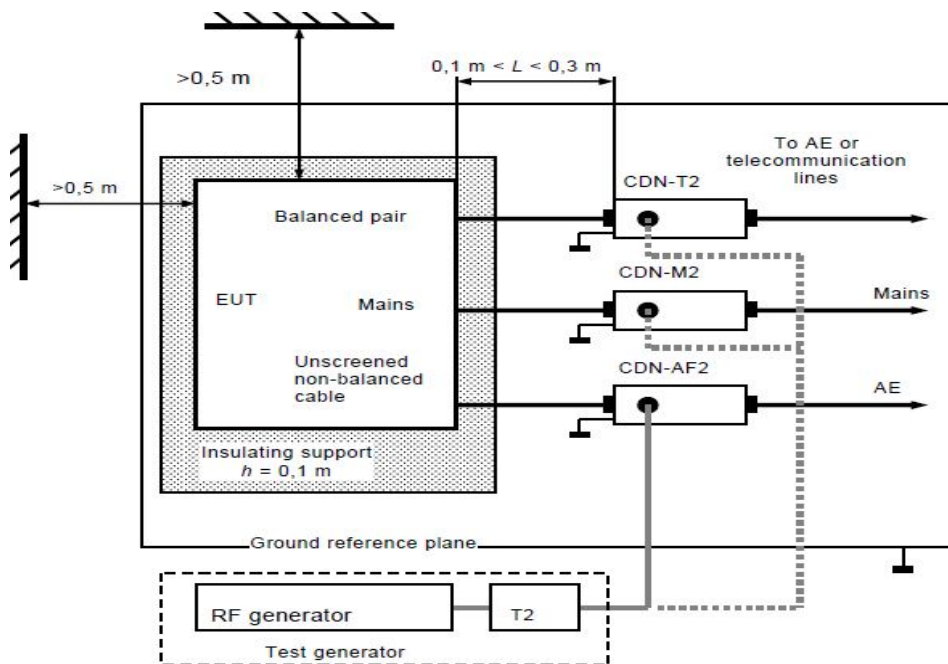 >0,5 m
0,1 m < L < 0,3 m
>0,5 m
To AE or
telecommunication
lines
CDN-T2
Balanced pair
CDN-M2
EUT
Mains
Mains
Unscreened
non-balanced
cable
CDN-AF2
AE
Insulating support
h = 0,1 m
Ground reference plane
RF generator
T2
Test generator